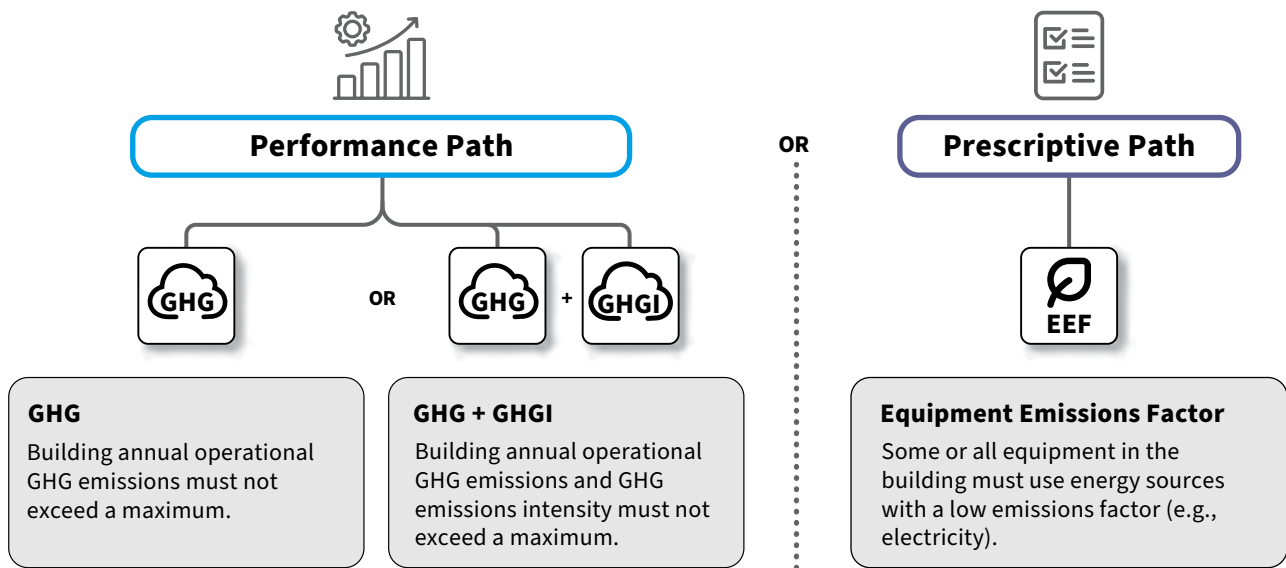 Performance Path
OR
Prescriptive Path
GHG
OR
GHG
+
GHGI
EEF
GHG
Building annual operational
GHG emissions must not
exceed a maximum.
GHG + GHGI
Building annual operational
GHG emissions and GHG
emissions intensity must not
exceed a maximum.
Equipment Emissions Factor
Some or all equipment in the
building must use energy sources
with a low emissions factor (e.g.,
electricity).